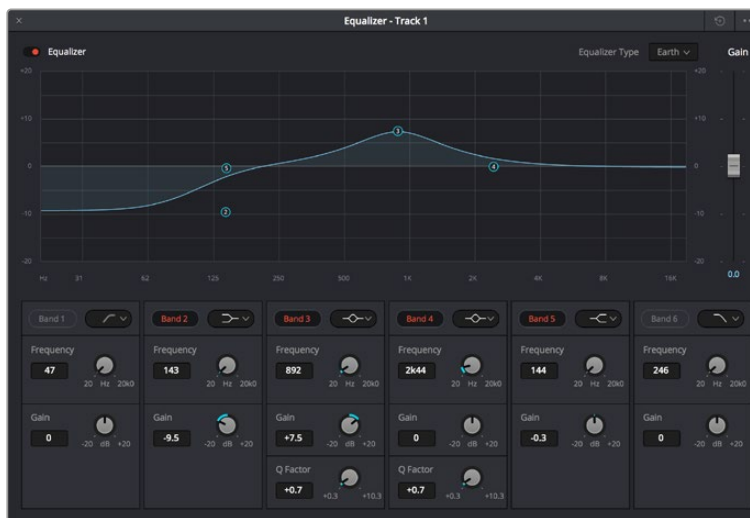 Equalizer - Track 1
Equalizer
Equalizer Type
Earth
Gain
+20
+20
+10
+10
0
0
-10
-10
-20
-20
5
2
3
4
Hz 31 62 125 250 500 1K 2K 4K 8K 16K
0.0
Band 1 Band 2 Band 3 Band 4 Band 5 Band 6
Frequency Frequency Frequency Frequency Frequency Frequency
47 143 892 2k44 144 246
20 Hz 20k0 20 Hz 20k0 20 Hz 20k0 20 Hz 20k0 20 Hz 20k0 20 Hz 20k0
Gain Gain Gain Gain Gain Gain
0 -9.5 +7.5 0 -0.3 0
-20 dB +20 -20 dB +20 -20 dB +20 -20 dB +20 -20 dB +20 -20 dB +20
Q Factor Q Factor
+0.7 +0.7
+0.3 +10.3 +0.3 +10.3